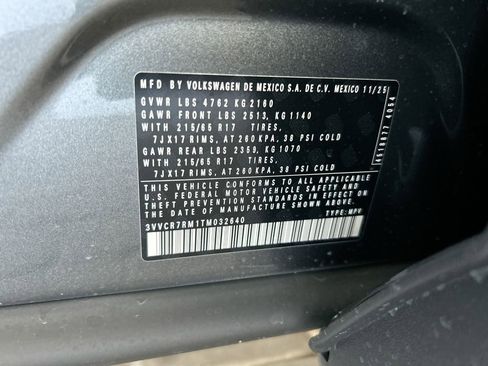 MFD BY VOLKSWAGEN DE MEXICO S.A. DE C.V. MEXICO 11/25
GVWR LBS 4762 KG 2160
GAWR FRONT LBS 2513, KG 1140
WITH 215/65 R17 TIRES,
7JX17 RIMS, AT 260 KPA, 38 PSI COLD
GAWR REAR LBS 2359, KG 1070
WITH 215/65 R17 TIRES,
7JX17 RIMS, AT 260 KPA, 38 PSI COLD
THIS VEHICLE CONFORMS TO ALL APPLICABLE
U.S. FEDERAL MOTOR VEHICLE SAFETY AND
THEFT PREVENTION STANDARDS IN EFFECT ON
THE DATE OF MANUFACTURE SHOWN ABOVE.
3VVCR7RM1TM032640
TYPE: MPV
4518877 4054